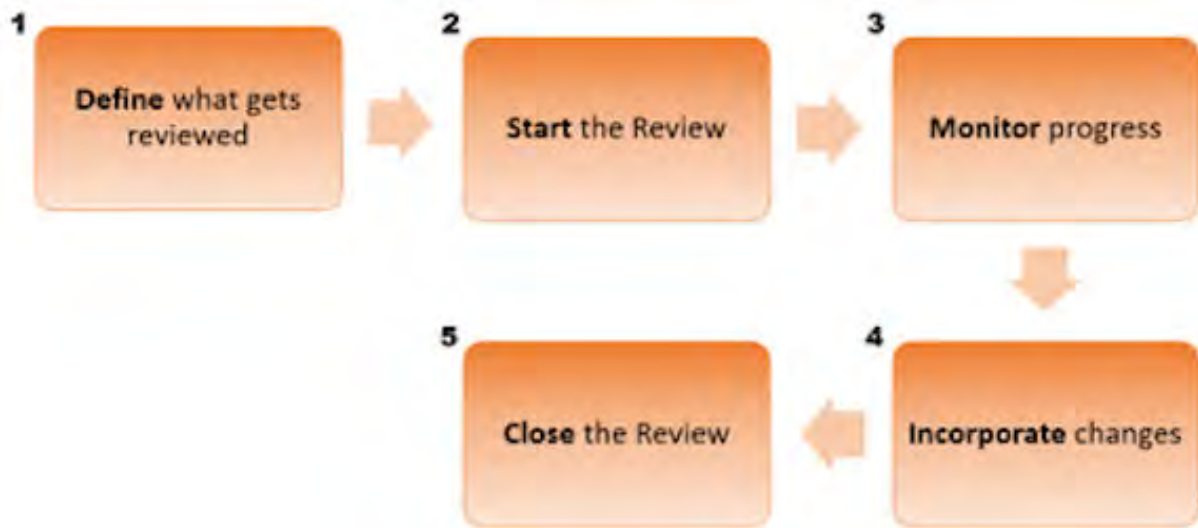 1
Define what gets
reviewed
2
Start the Review
3
Monitor progress
4
Incorporate changes
5
Close the Review